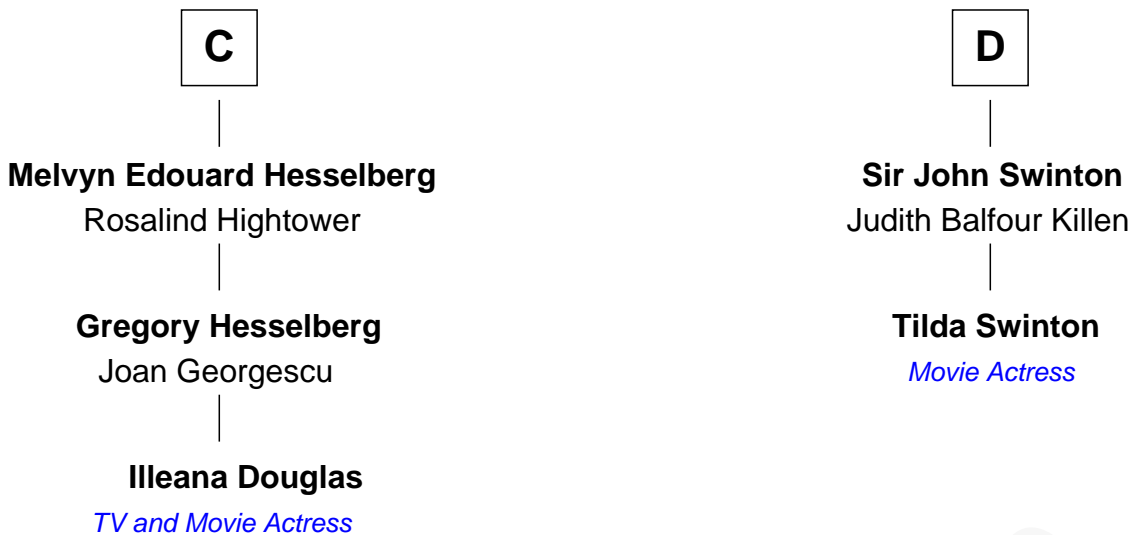 C
Melvyn Edouard Hesselberg
Rosalind Hightower
Gregory Hesselberg
Joan Georgescu
Illeana Douglas
TV and Movie Actress
D
Sir John Swinton
Judith Balfour Killen
Tilda Swinton
Movie Actress